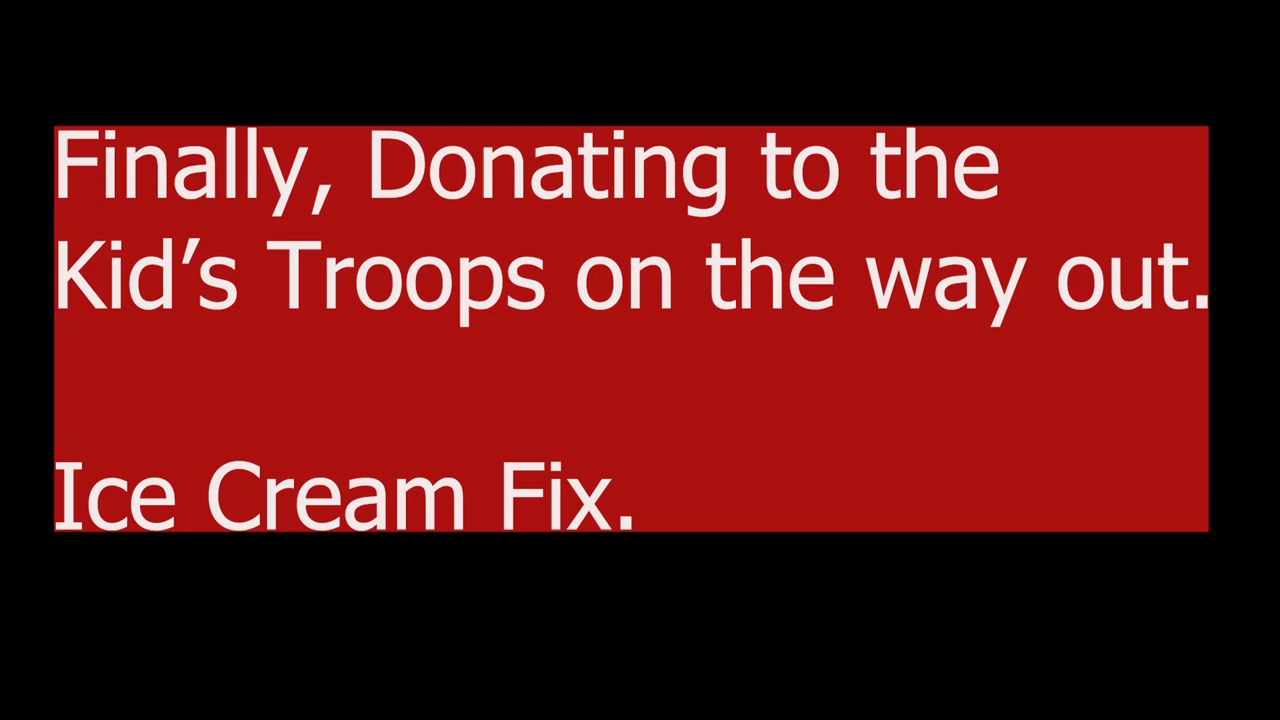 Finally, Donating to the
Kid’s Troops on the way out.
Ice Cream Fix.